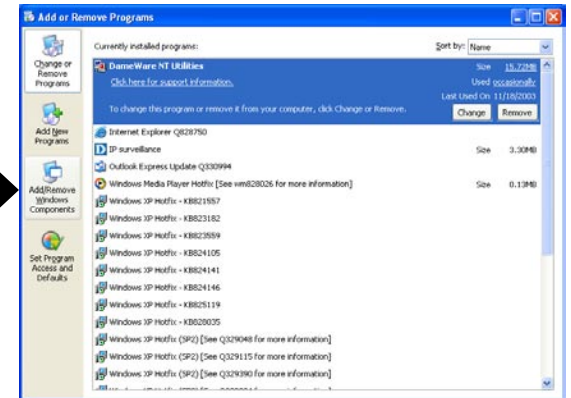 Add or Remove Programs
Change or
Remove
Programs
Add New
Programs
Add/Remove
Windows
Components
Set Program
Access and
Defaults
Currently installed programs:
Sort by: Name
DameWare NT Utilities Size 15.72MB
Click here for support information. Used occasionally
Last Used On 11/18/2003
To change this program or remove it from your computer, click Change or Remove. Change Remove
Internet Explorer Q828750
IP surveillance Size 3.30MB
Outlook Express Update Q330994
Windows Media Player Hotfix [See wm828026 for more information] Size 0.13MB
Windows XP Hotfix - KB821557
Windows XP Hotfix - KB823182
Windows XP Hotfix - KB823559
Windows XP Hotfix - KB824105
Windows XP Hotfix - KB824141
Windows XP Hotfix - KB824146
Windows XP Hotfix - KB825119
Windows XP Hotfix - KB828035
Windows XP Hotfix (SP2) [See Q329048 for more information]
Windows XP Hotfix (SP2) [See Q329115 for more information]
Windows XP Hotfix (SP2) [See Q329390 for more information]